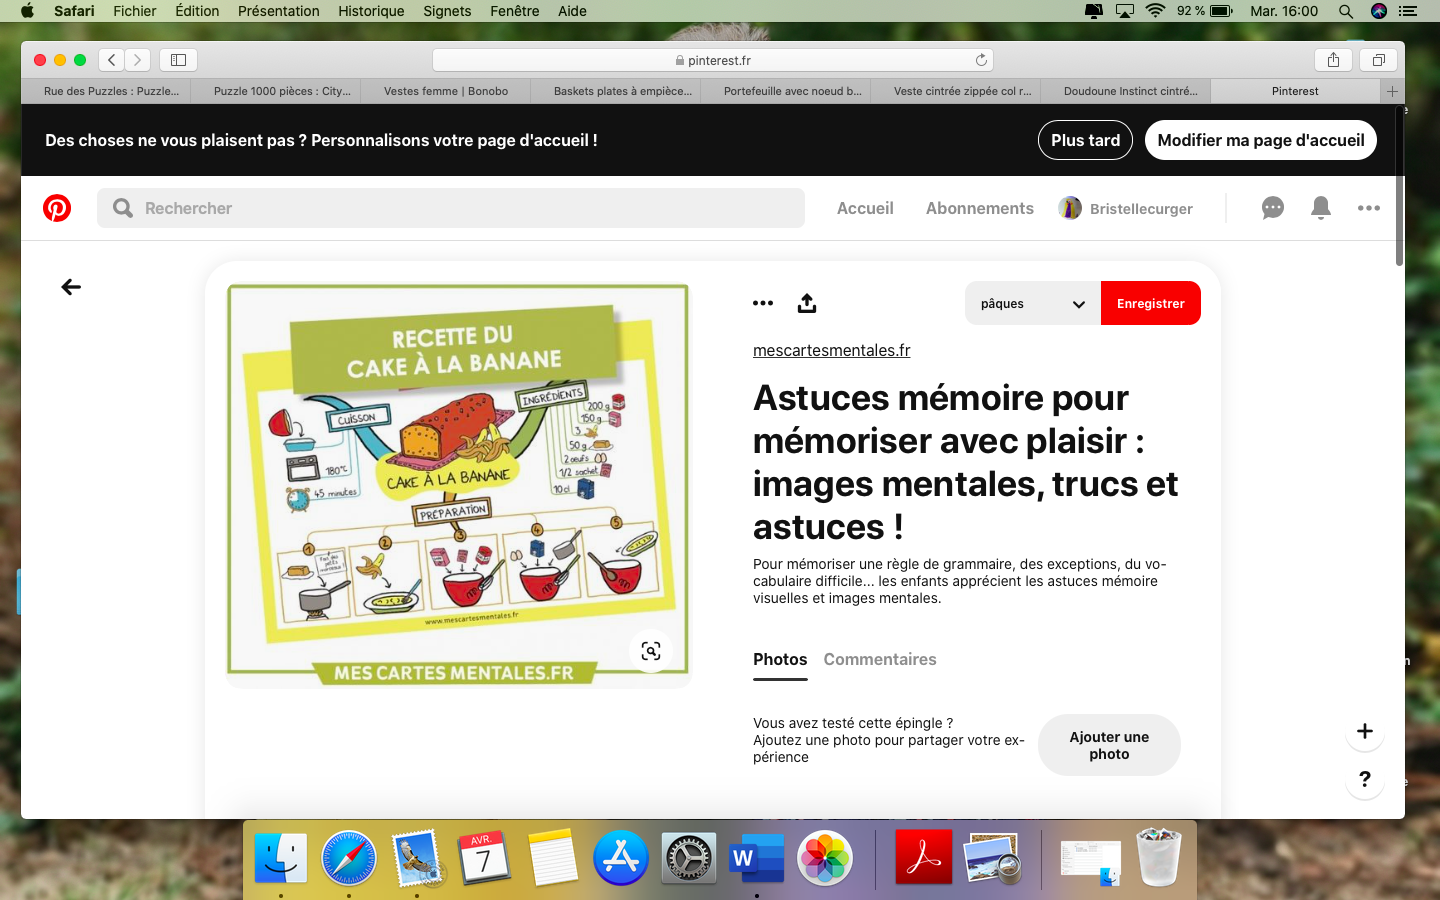 Safari Fichier Édition Présentation Historique Signets Fenêtre Aide 92 % Mar. 16:00
pinterest.fr
Rue des Puzzles : Puzzle... Puzzle 1000 pièces : City... Vestes femme | Bonobo Baskets plates à empièce... Portefeuille avec noeud b... Veste cintrée zippée col r... Doudoune Instinct cintré... Pinterest
Des choses ne vous plaisent pas ? Personnalisons votre page d'accueil !
Plus tard
Modifier ma page d'accueil
Rechercher
Accueil
Abonnements
Bristellecurger
RECETTE DU
CAKE À LA BANANE
CUISSON
180°C
45 minutes
INGRÉDIENTS
200 g
150 g
3
50 g
2 oeufs
1/2 sachet
10 cl
CAKE À LA BANANE
PRÉPARATION
1
2
3
4
5
www.mescartesmentales.fr
MES CARTES MENTALES.FR
pâques
Enregistrer
mescartesmentales.fr
Astuces mémoire pour
mémoriser avec plaisir :
images mentales, trucs et
astuces !
Pour mémoriser une règle de grammaire, des exceptions, du vo-
cabulaire difficile... les enfants apprécient les astuces mémoire
visuelles et images mentales.
Photos
Commentaires
Vous avez testé cette épingle ?
Ajoutez une photo pour partager votre ex-
périence
Ajouter une
photo
?
AVR.
7
W